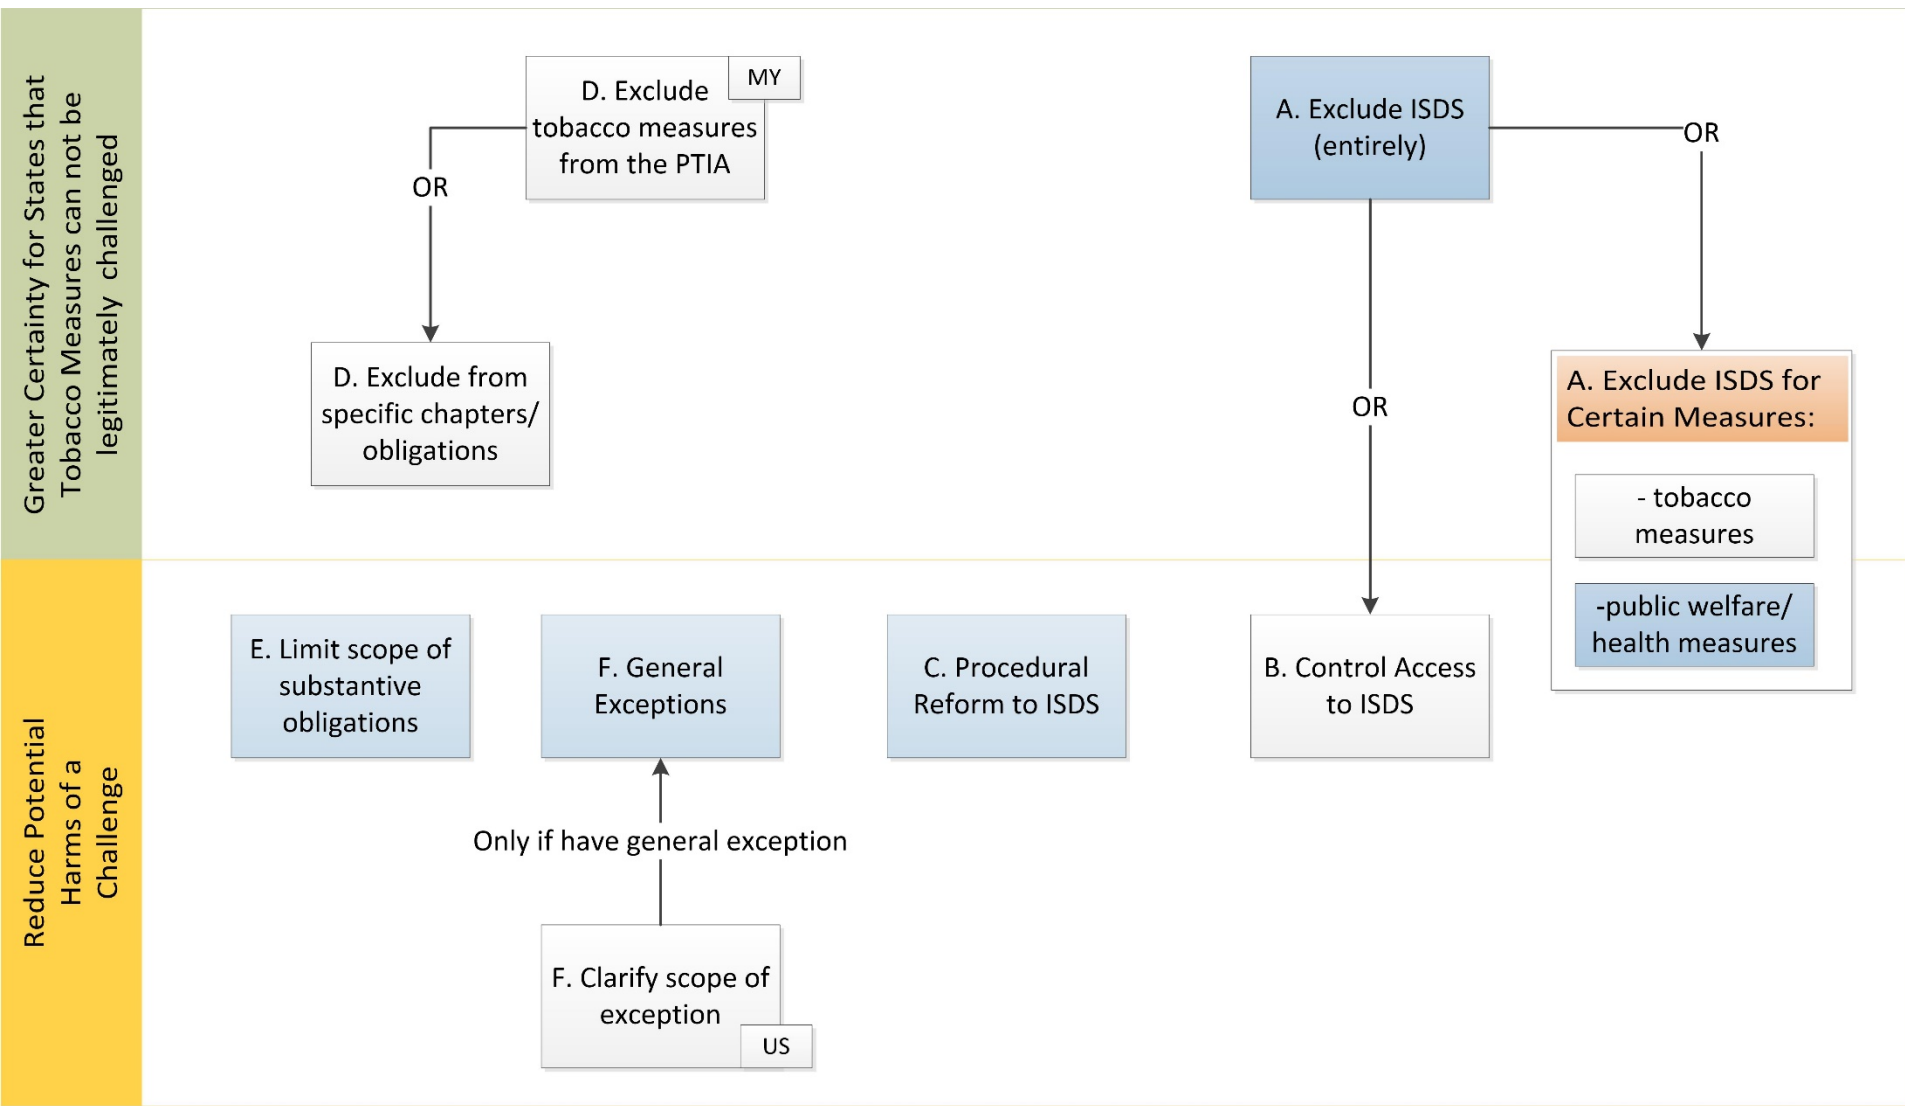 Greater Certainty for States that
Tobacco Measures can not be
legitimately challenged
D. Exclude
tobacco measures
from the PTIA
MY
OR
D. Exclude from
specific chapters/
obligations
A. Exclude ISDS
(entirely)
OR
OR
A. Exclude ISDS for
Certain Measures:
- tobacco
measures
-public welfare/
health measures
Reduce Potential
Harms of a
Challenge
E. Limit scope of
substantive
obligations
F. General
Exceptions
C. Procedural
Reform to ISDS
B. Control Access
to ISDS
Only if have general exception
F. Clarify scope of
exception
US